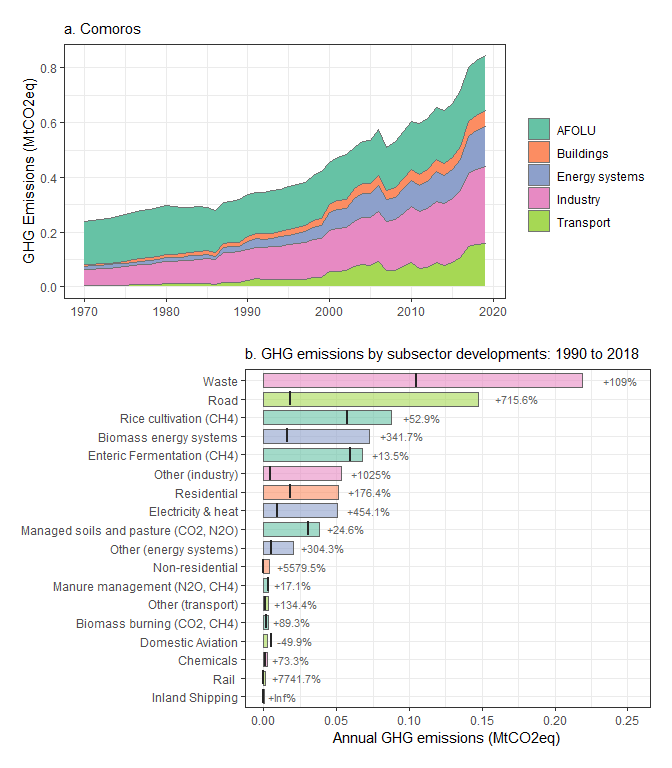 a. Comoros
GHG Emissions (MtCO2eq)
0.8
0.6
0.4
0.2
0.0
1970
1980
1990
2000
2010
2020
AFOLU
Buildings
Energy systems
Industry
Transport
b. GHG emissions by subsector developments: 1990 to 2018
Waste +109%
Road +715.6%
Rice cultivation (CH4) +52.9%
Biomass energy systems +341.7%
Enteric Fermentation (CH4) +13.5%
Other (industry) +1025%
Residential +176.4%
Electricity & heat +454.1%
Managed soils and pasture (CO2, N2O) +24.6%
Other (energy systems) +304.3%
Non-residential +5579.5%
Manure management (N2O, CH4) +17.1%
Other (transport) +134.4%
Biomass burning (CO2, CH4) +89.3%
Domestic Aviation -49.9%
Chemicals +73.3%
Rail +7741.7%
Inland Shipping +Inf%
0.00
0.05
0.10
0.15
0.20
0.25
Annual GHG emissions (MtCO2eq)